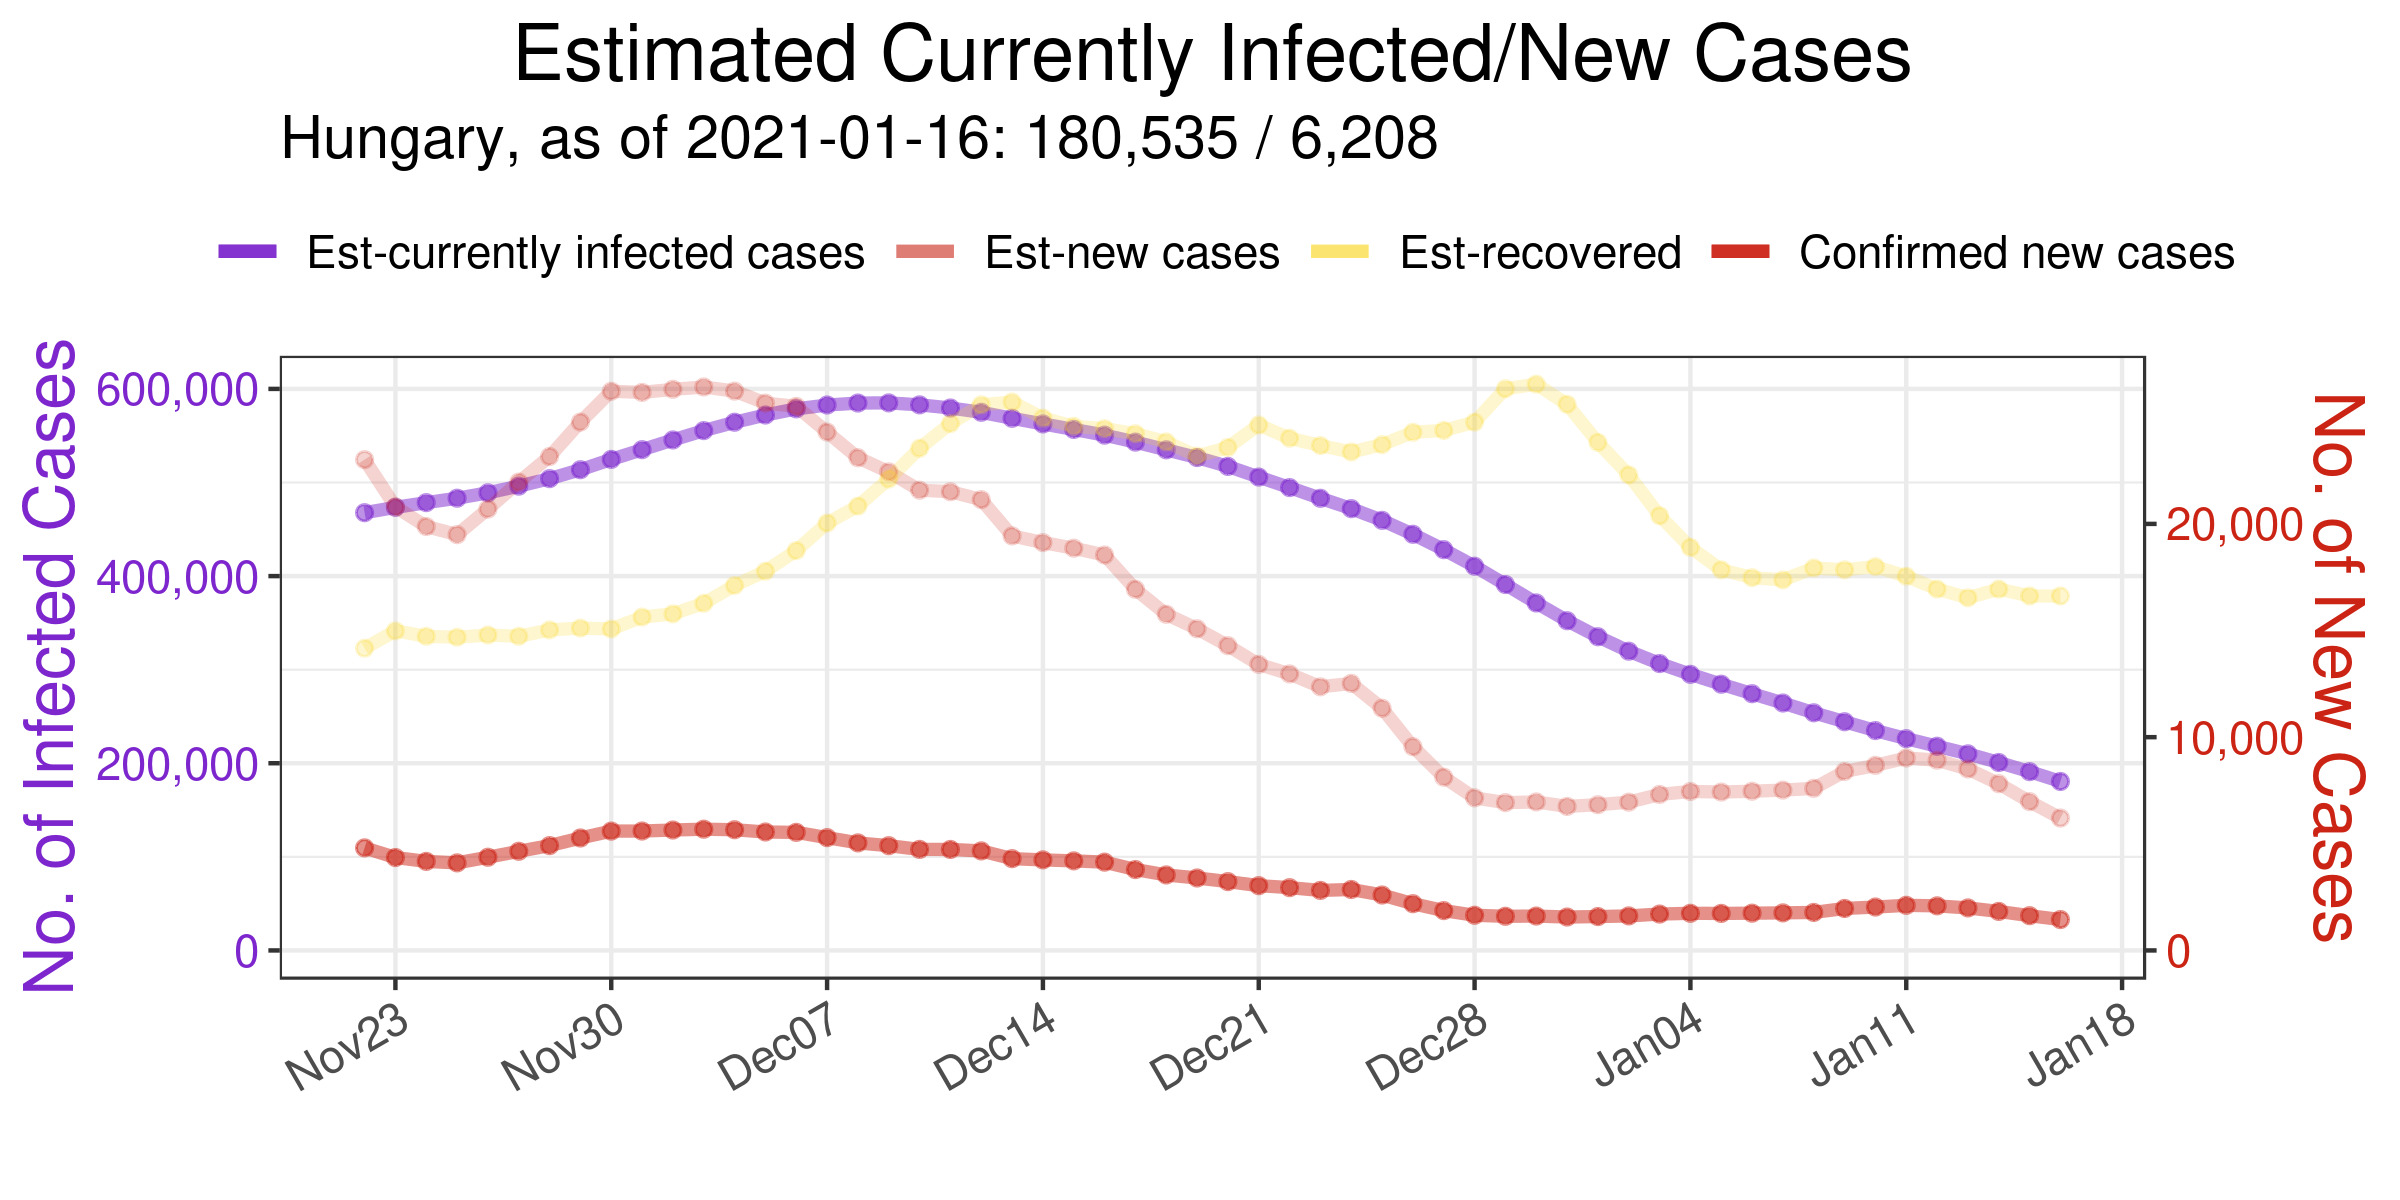 Estimated Currently Infected/New Cases
Hungary, as of 2021-01-16: 180,535 / 6,208
Est-currently infected cases Est-new cases Est-recovered Confirmed new cases
No. of Infected Cases
600,000
400,000
200,000
0
20,000
10,000
0
No. of New Cases
Nov23 Nov30 Dec07 Dec14 Dec21 Dec28 Jan04 Jan11 Jan18